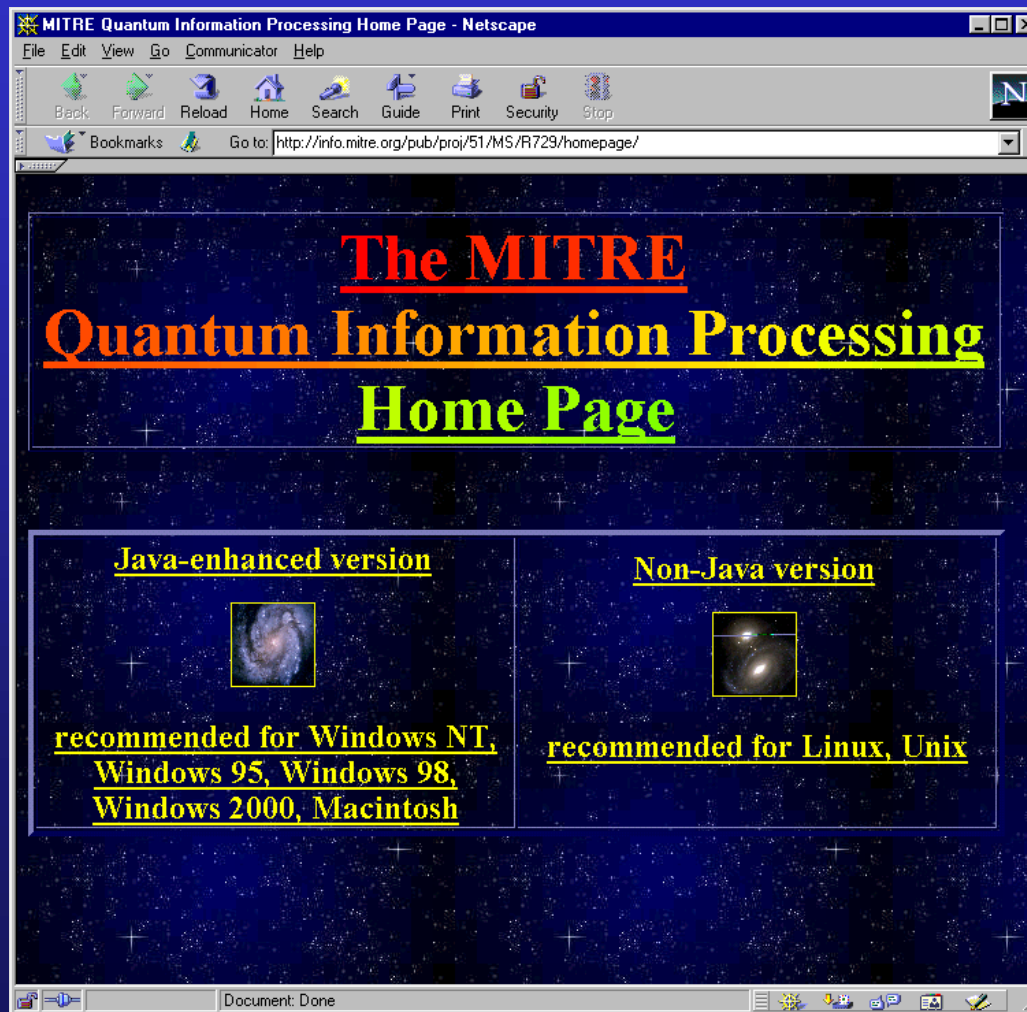 MITRE Quantum Information Processing Home Page - Netscape
File Edit View Go Communicator Help
Back Forward Reload Home Search Guide Print Security Stop
N
Bookmarks Go to: http://info.mitre.org/pub/proj/51/MS/R729/homepage/
The MITRE
Quantum Information Processing
Home Page
Java-enhanced version
recommended for Windows NT,
Windows 95, Windows 98,
Windows 2000, Macintosh
Non-Java version
recommended for Linux, Unix
Document: Done